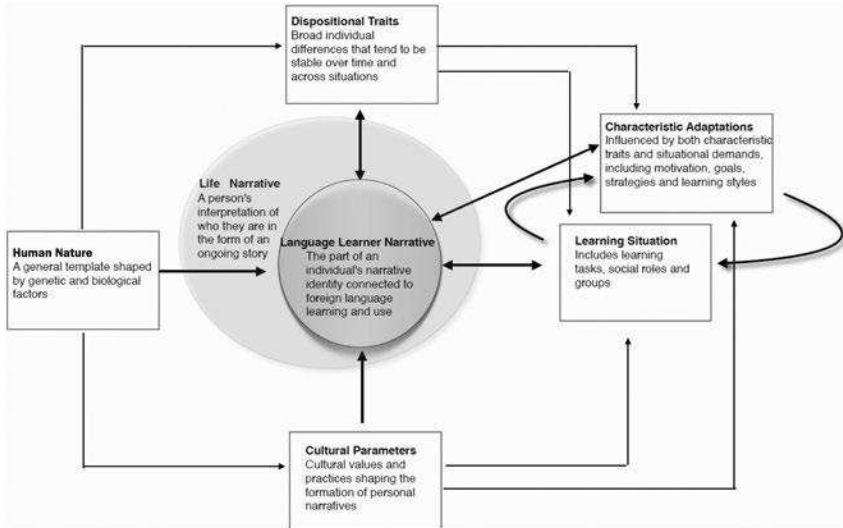 Dispositional Traits
Broad individual
differences that tend to be
stable over time and
across situations
Characteristic Adaptations
Influenced by both characteristic
traits and situational demands,
including motivation, goals,
strategies and learning styles
Life Narrative
A person's
interpretation of
who they are in
the form of an
ongoing story
Language Learner Narrative
The part of an
individual's narrative
identity connected to
foreign language
learning and use
Human Nature
A general template shaped
by genetic and biological
factors
Learning Situation
Includes learning
tasks, social roles and
groups
Cultural Parameters
Cultural values and
practices shaping the
formation of personal
narratives